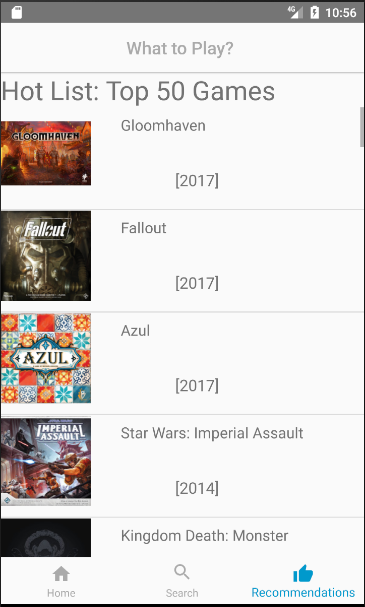 4G
10:56
What to Play?
Hot List: Top 50 Games
GLOOMHAVEN
Gloomhaven
[2017]
Fallout
Fallout
[2017]
AZUL
Azul
[2017]
IMPERIAL
ASSAULT
Star Wars: Imperial Assault
[2014]
Kingdom Death: Monster
Home
Search
Recommendations